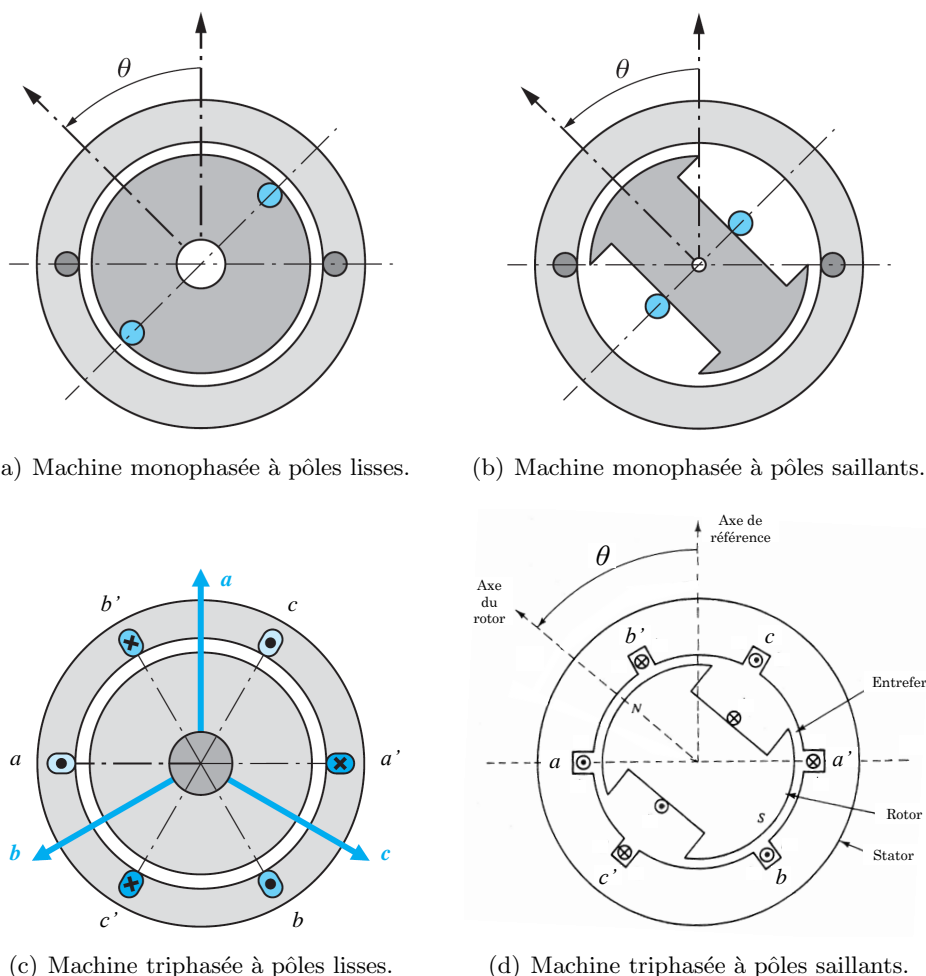 θ
θ
a) Machine monophasée à pôles lisses.
(b) Machine monophasée à pôles saillants.
a
b'
c
a
a'
b
c
c'
b
(c) Machine triphasée à pôles lisses.
Axe de
référence
θ
Axe
du
rotor
b'
c
Entrefer
N
a
a'
S
Rotor
Stator
c'
b
(d) Machine triphasée à pôles saillants.